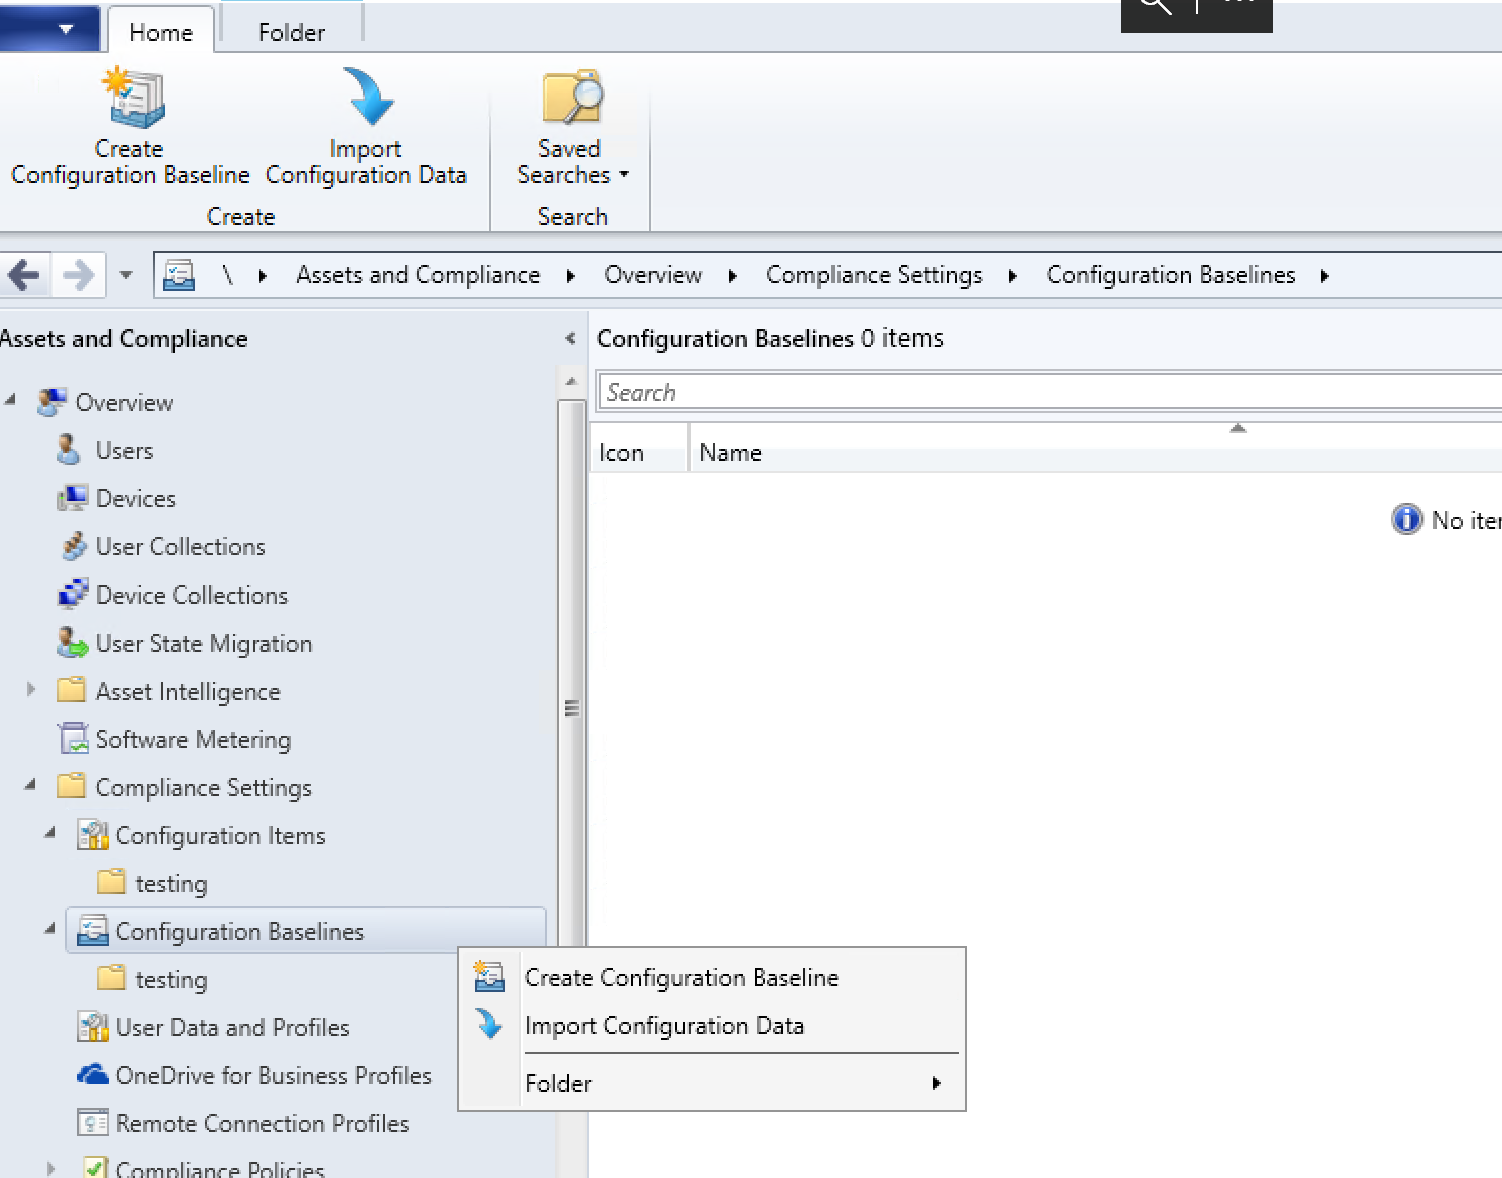 Home
Folder
Create
Configuration Baseline
Import
Configuration Data
Saved
Searches
Create
Search
\ Assets and Compliance Overview Compliance Settings Configuration Baselines
Assets and Compliance
Overview
Users
Devices
User Collections
Device Collections
User State Migration
Asset Intelligence
Software Metering
Compliance Settings
Configuration Items
testing
Configuration Baselines
testing
User Data and Profiles
OneDrive for Business Profiles
Remote Connection Profiles
Compliance Policies
Configuration Baselines 0 items
Search
Icon
Name
No
Create Configuration Baseline
Import Configuration Data
Folder